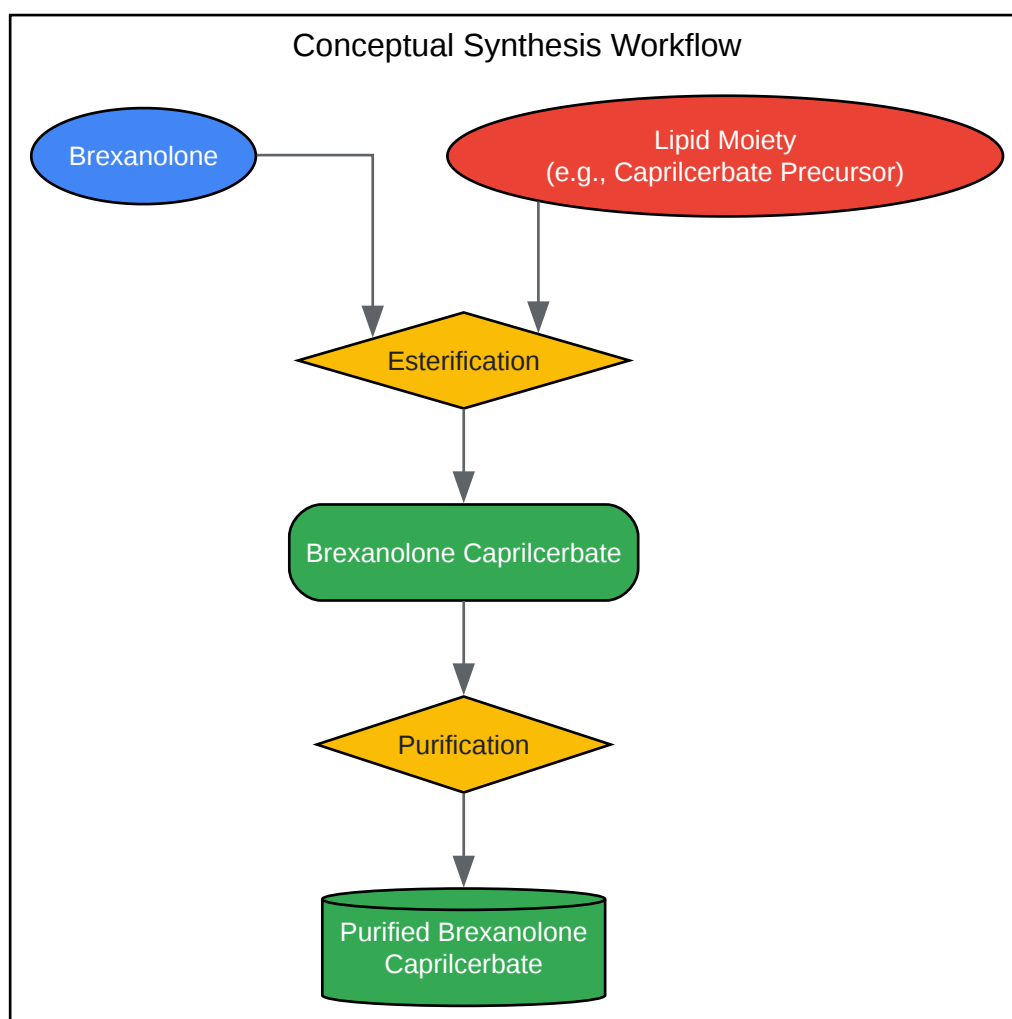 Conceptual Synthesis Workflow
Brexanolone
Lipid Moiety
(e.g., Caprilcerbate Precursor)
Esterification
Brexanolone Caprilcerbate
Purification
Purified Brexanolone
Caprilcerbate